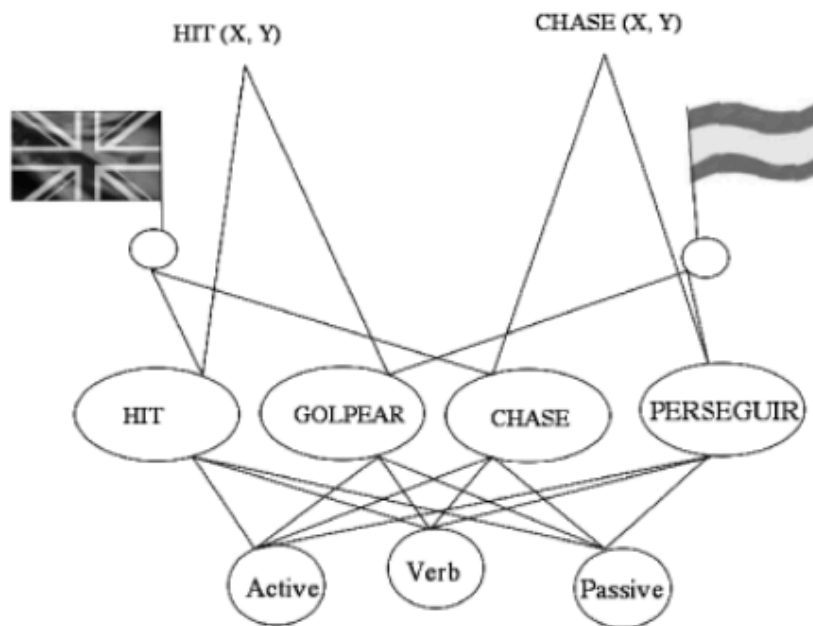 HIT (X, Y)
CHASE (X, Y)
HIT
GOLPEAR
CHASE
PERSEGUIR
Active
Verb
Passive